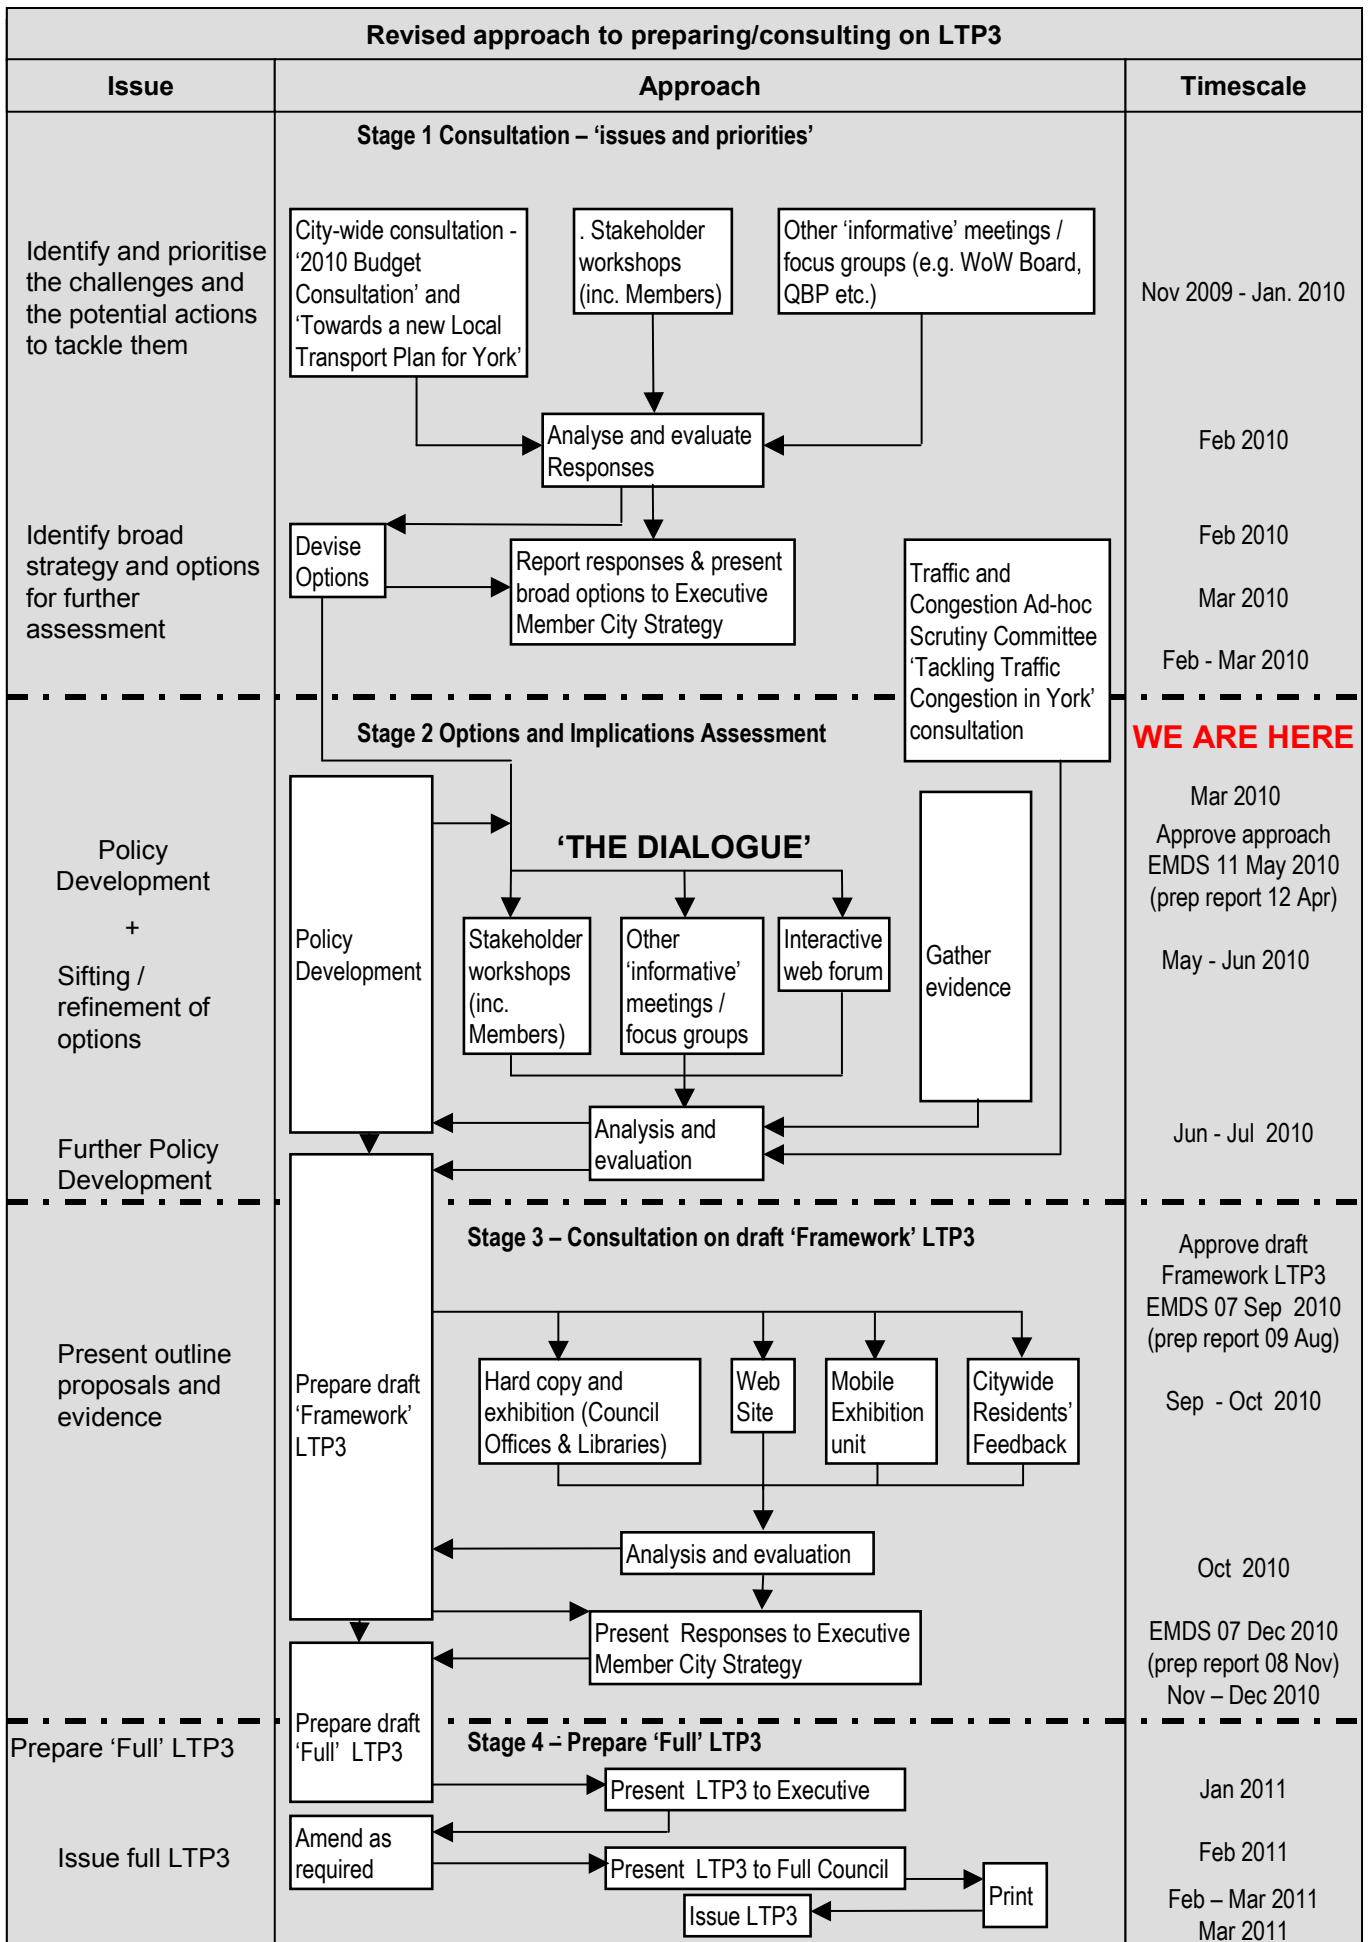 Revised approach to preparing/consulting on LTP3
Issue
Approach
Timescale
Stage 1 Consultation – ‘issues and priorities’
Identify and prioritise
the challenges and
the potential actions
to tackle them
City-wide consultation -
‘2010 Budget
Consultation’ and
‘Towards a new Local
Transport Plan for York’
. Stakeholder
workshops
(inc. Members)
Other ‘informative’ meetings /
focus groups (e.g. WoW Board,
QBP etc.)
Nov 2009 - Jan. 2010
Analyse and evaluate
Responses
Feb 2010
Identify broad
strategy and options
for further
assessment
Devise
Options
Report responses & present
broad options to Executive
Member City Strategy
Traffic and
Congestion Ad-hoc
Scrutiny Committee
‘Tackling Traffic
Congestion in York’
consultation
Feb 2010
Mar 2010
Feb - Mar 2010
Stage 2 Options and Implications Assessment
WE ARE HERE
Mar 2010
Approve approach
EMDS 11 May 2010
(prep report 12 Apr)
Policy
Development
+
Sifting /
refinement of
options
Policy
Development
‘THE DIALOGUE’
Stakeholder
workshops
(inc.
Members)
Other
‘informative’
meetings /
focus groups
Interactive
web forum
Gather
evidence
May - Jun 2010
Further Policy
Development
Analysis and
evaluation
Jun - Jul 2010
Stage 3 – Consultation on draft ‘Framework’ LTP3
Approve draft
Framework LTP3
EMDS 07 Sep 2010
(prep report 09 Aug)
Present outline
proposals and
evidence
Prepare draft
‘Framework’
LTP3
Hard copy and
exhibition (Council
Offices & Libraries)
Web
Site
Mobile
Exhibition
unit
Citywide
Residents’
Feedback
Sep - Oct 2010
Analysis and evaluation
Oct 2010
Present Responses to Executive
Member City Strategy
EMDS 07 Dec 2010
(prep report 08 Nov)
Nov – Dec 2010
Prepare ‘Full’ LTP3
Prepare draft
‘Full’ LTP3
Stage 4 – Prepare ‘Full’ LTP3
Present LTP3 to Executive
Jan 2011
Issue full LTP3
Amend as
required
Present LTP3 to Full Council
Feb 2011
Print
Issue LTP3
Feb – Mar 2011
Mar 2011